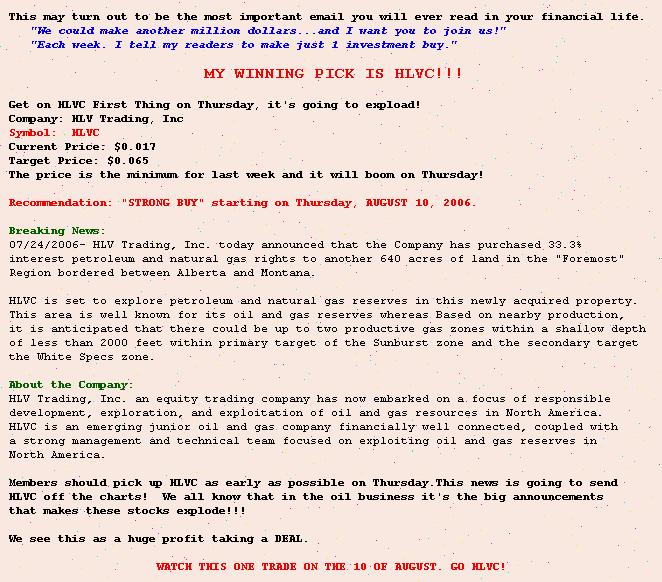 This may turn out to be the most important email you will ever read in your financial life.
"We could make another million dollars...and I want you to join us!"
"Each week. I tell my readers to make just 1 investment buy."
MY WINNING PICK IS HLVC!!!
Get on HLVC First Thing on Thursday, it's going to expload!
Company: HLV Trading, Inc
Symbol:  HLVC
Current Price: $0.017
Target Price: $0.065
The price is the minimum for last week and it will boom on Thursday!
Recommendation: "STRONG BUY" starting on Thursday, AUGUST 10, 2006.
Breaking News:
07/24/2006- HLV Trading, Inc. today announced that the Company has purchased 33.3%
interest petroleum and natural gas rights to another 640 acres of land in the "Foremost"
Region bordered between Alberta and Montana.
HLVC is set to explore petroleum and natural gas reserves in this newly acquired property.
This area is well known for its oil and gas reserves whereas Based on nearby production,
it is anticipated that there could be up to two productive gas zones within a shallow depth
of less than 2000 feet within primary target of the Sunburst zone and the secondary target
the White Specs zone.
About the Company:
HLV Trading, Inc. an equity trading company has now embarked on a focus of responsible
development, exploration, and exploitation of oil and gas resources in North America.
HLVC is an emerging junior oil and gas company financially well connected, coupled with
a strong management and technical team focused on exploiting oil and gas reserves in
North America.
Members should pick up HLVC as early as possible on Thursday.This news is going to send
HLVC off the charts!  We all know that in the oil business it's the big announcements
that makes these stocks explode!!!
We see this as a huge profit taking a DEAL.
WATCH THIS ONE TRADE ON THE 10 OF AUGUST. GO HLVC!